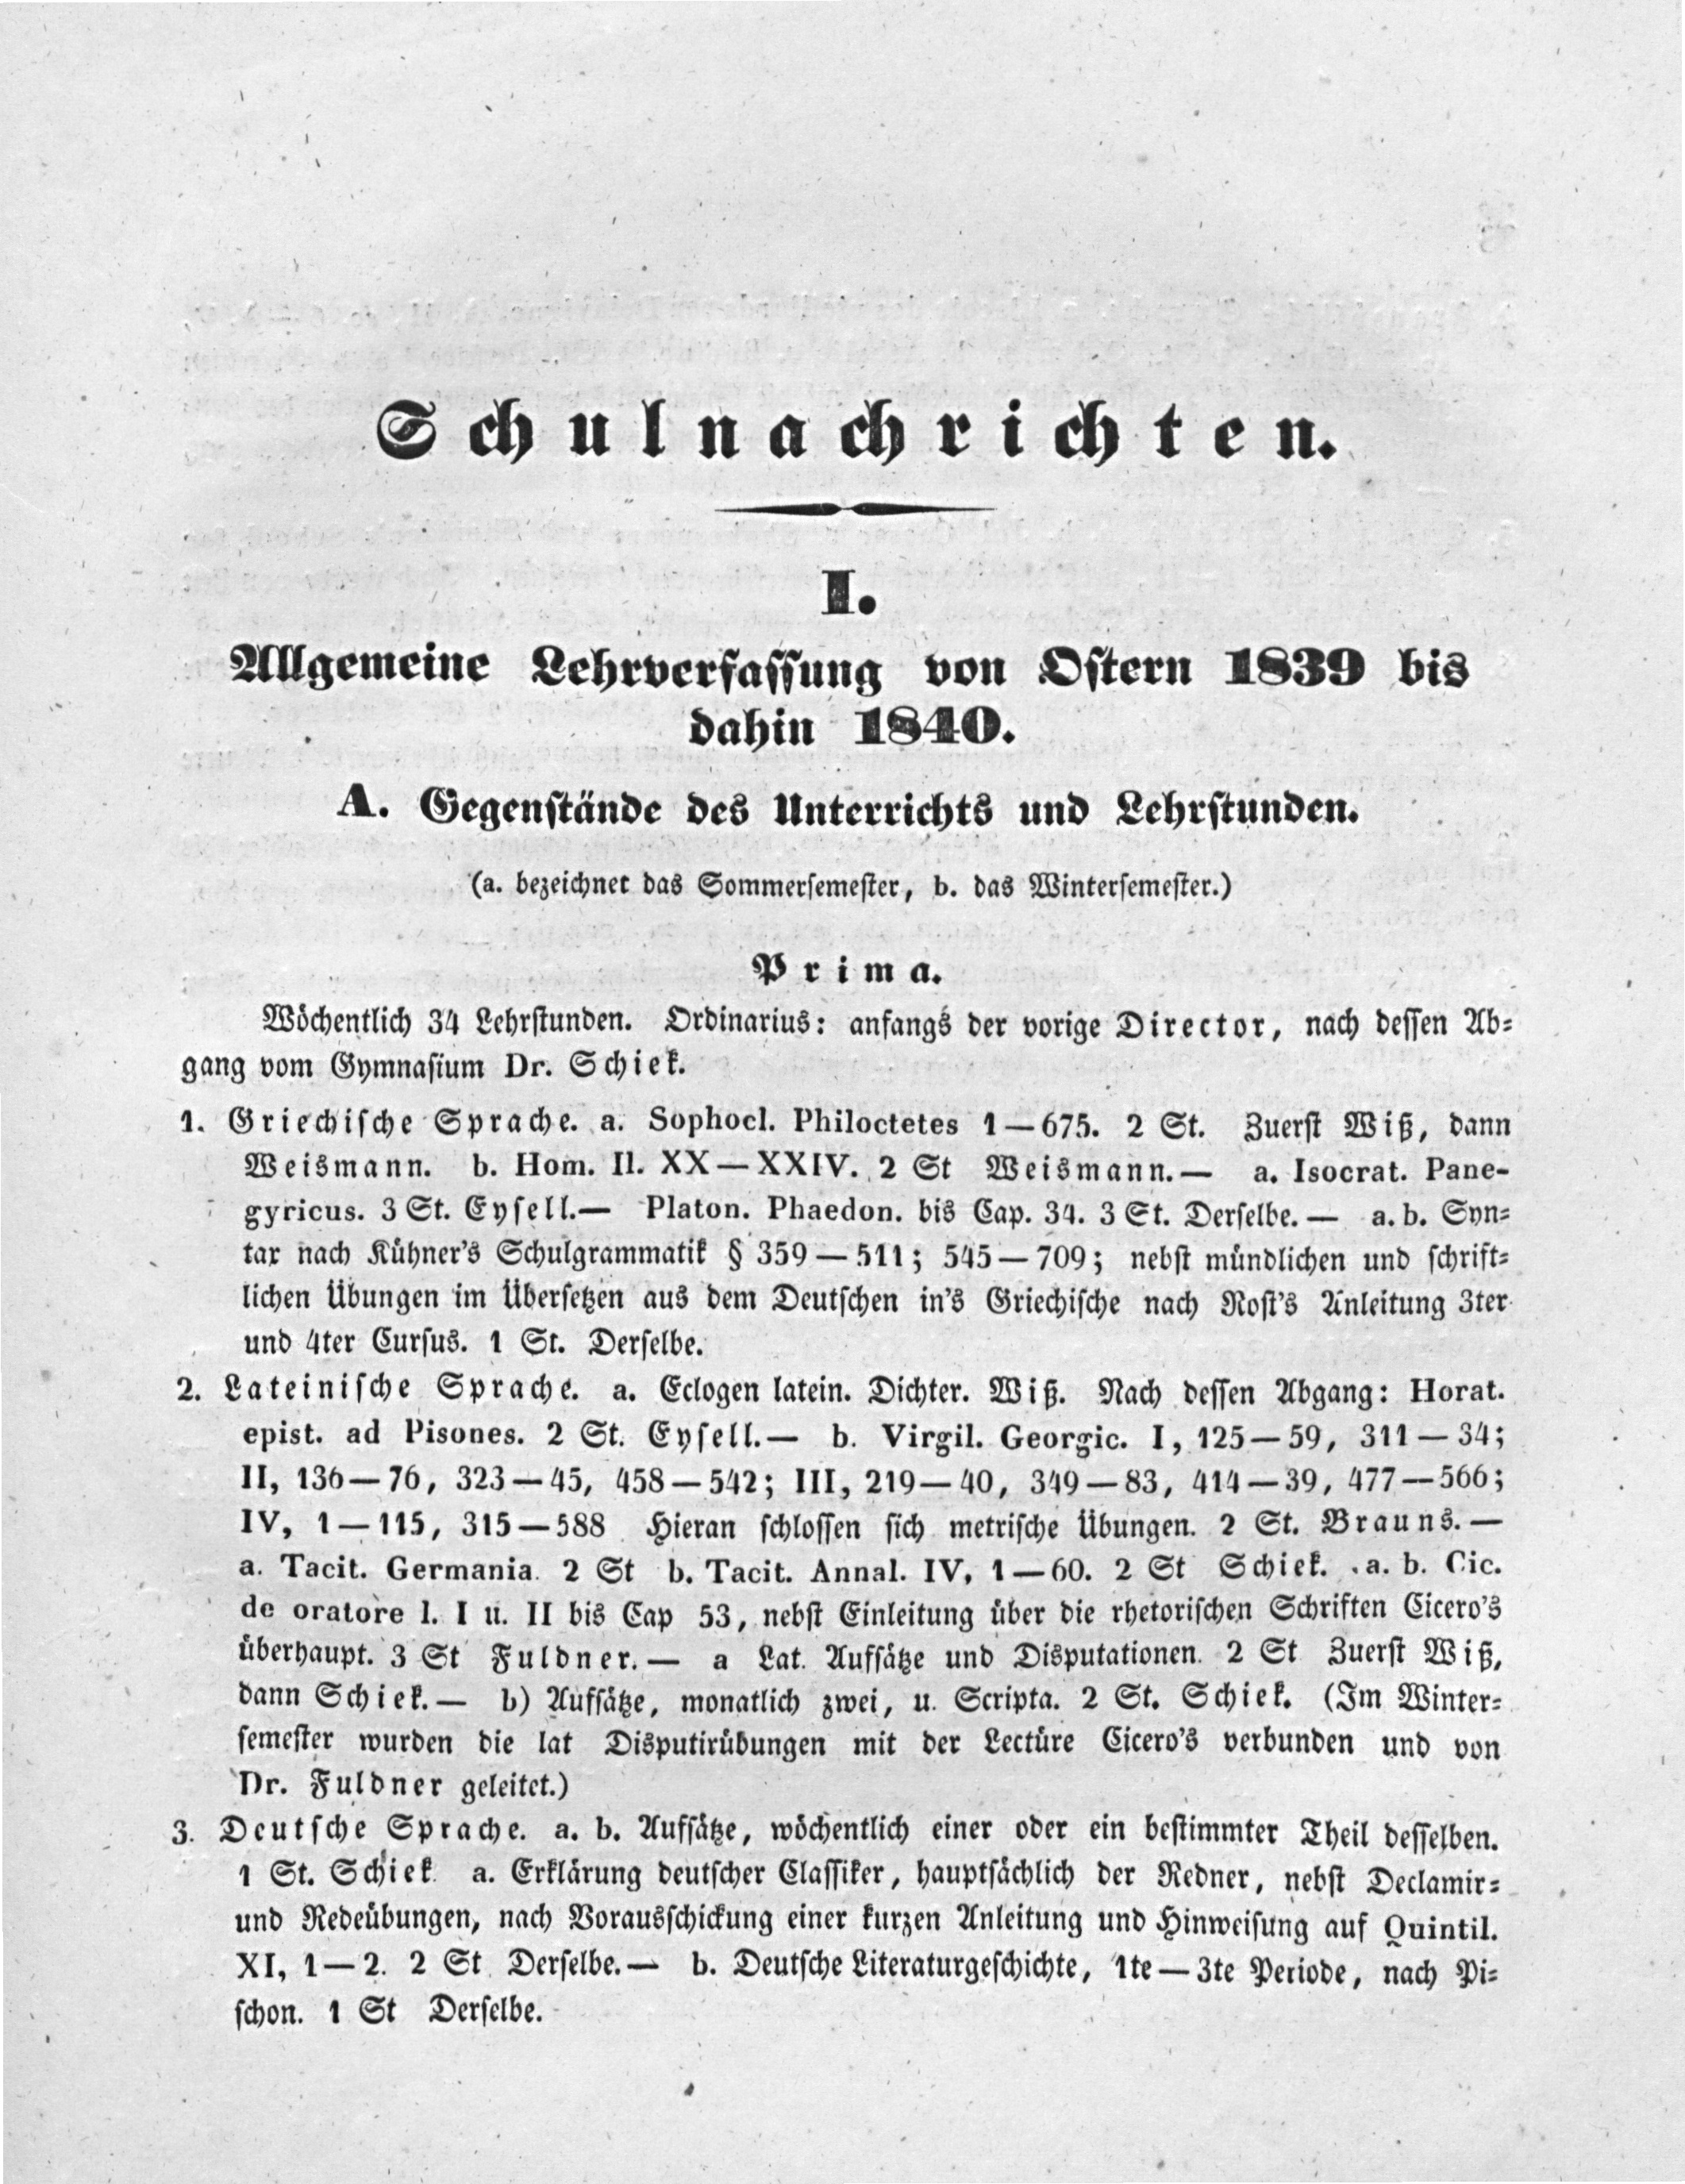 Schulnachrichten.
I.
Allgemeine Lehrverfassung von Ostern 1839 bis
dahin 1840.
A. Gegenstände des Unterrichts und Lehrstunden.
(a. bezeichnet das Sommersemester, b. das Wintersemester.)
Prima.
Wöchentlich 34 Lehrstunden. Ordinarius: anfangs der vorige Director, nach dessen Ab-
gang vom Gymnasium Dr. Schiek.
1. Griechische Sprache. a. Sophocl. Philoctetes 1—675. 2 St. Zuerst Wiß, dann
Weismann. b. Hom. Il. XX—XXIV. 2 St Weismann.— a. Isocrat. Pane-
gyricus. 3 St. Eysell.— Platon. Phaedon. bis Cap. 34. 3 St. Derselbe.— a. b. Syn-
tax nach Kühner's Schulgrammatik § 359—511; 545—709; nebst mündlichen und schrift-
lichen Übungen im Übersetzen aus dem Deutschen in's Griechische nach Rost's Anleitung 3ter
und 4ter Cursus. 1 St. Derselbe.
2. Lateinische Sprache. a. Eclogen latein. Dichter. Wiß. Nach dessen Abgang: Horat.
epist. ad Pisones. 2 St. Eysell.— b. Virgil. Georgic. I, 125—59, 311—34;
II, 136—76, 323—45, 458—542; III, 219—40, 349—83, 414—39, 477—566;
IV, 1—115, 315—588 Hieran schlossen sich metrische Übungen. 2 St. Brauns.—
a. Tacit. Germania. 2 St b. Tacit. Annal. IV, 1—60. 2 St Schiek. a. b. Cic.
de oratore l. I u. II bis Cap 53, nebst Einleitung über die rhetorischen Schriften Cicero's
überhaupt. 3 St Fuldner.— a Lat. Aufsätze und Disputationen. 2 St Zuerst Wiß,
dann Schiek.— b) Aufsätze, monatlich zwei, u. Scripta. 2 St. Schiek. (Im Winter-
semester wurden die lat Disputirübungen mit der Lectüre Cicero's verbunden und von
Dr. Fuldner geleitet.)
3. Deutsche Sprache. a. b. Aufsätze, wöchentlich einer oder ein bestimmter Theil desselben.
1 St. Schiek. a. Erklärung deutscher Classiker, hauptsächlich der Redner, nebst Declamir-
und Redeübungen, nach Vorausschickung einer kurzen Anleitung und Hinweisung auf Quintil.
XI, 1—2. 2 St. Derselbe.— b. Deutsche Literaturgeschichte, 1te—3te Periode, nach Pi-
schon. 1 St Derselbe.